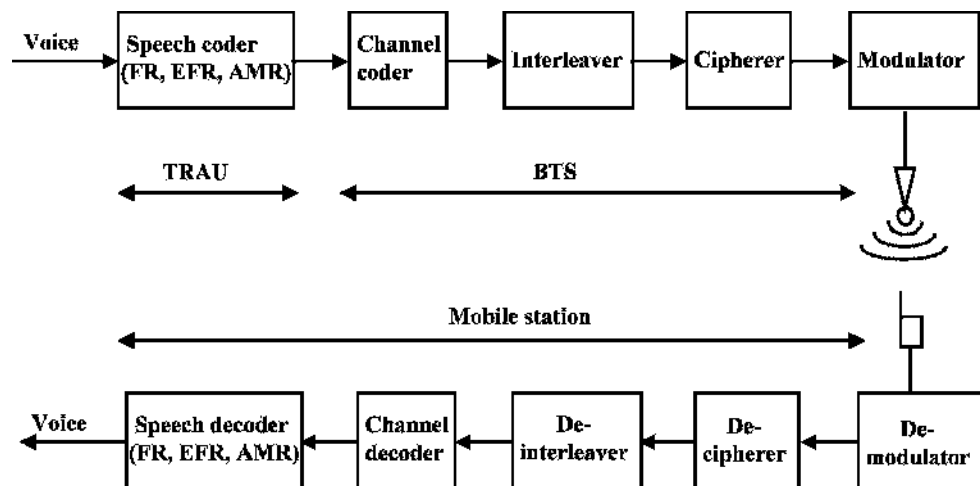 Voice
Speech coder
(FR, EFR, AMR)
Channel
coder
Interleaver
Cipherer
Modulator
TRAU
BTS
Mobile station
Voice
Speech decoder
(FR, EFR, AMR)
Channel
decoder
De-
interleaver
De-
cipherer
De-
modulator